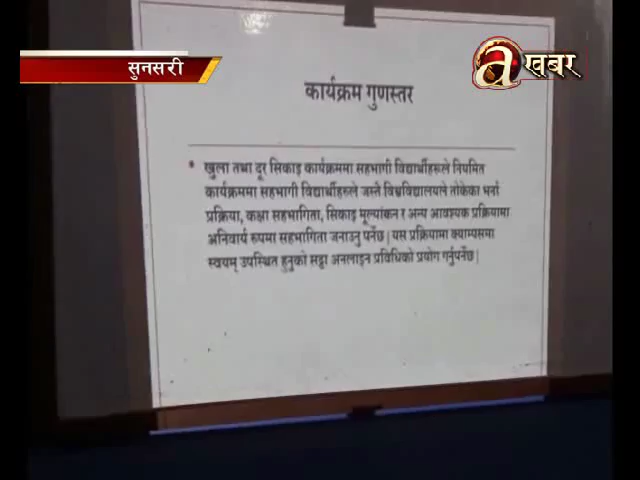 सुनसरी
a खबर
कार्यक्रम गुणस्तर
• खुला तथा दूर सिकाइ कार्यक्रममा सहभागी विद्यार्थीहरुले नियमित
कार्यक्रममा सहभागी विद्यार्थीहरुले जस्तै विश्वविद्यालयले तोकेका भर्ना
प्रक्रिया, कक्षा सहभागिता, सिकाइ मूल्यांकन र अन्य आवश्यक प्रक्रियामा
अनिवार्य रुपमा सहभागिता जनाउनु पर्नेछ | यस प्रक्रियामा क्याम्पसमा
स्वयम् उपस्थित हुनुको सट्टा अनलाइन प्रविधिको प्रयोग गर्नुपर्नेछ |